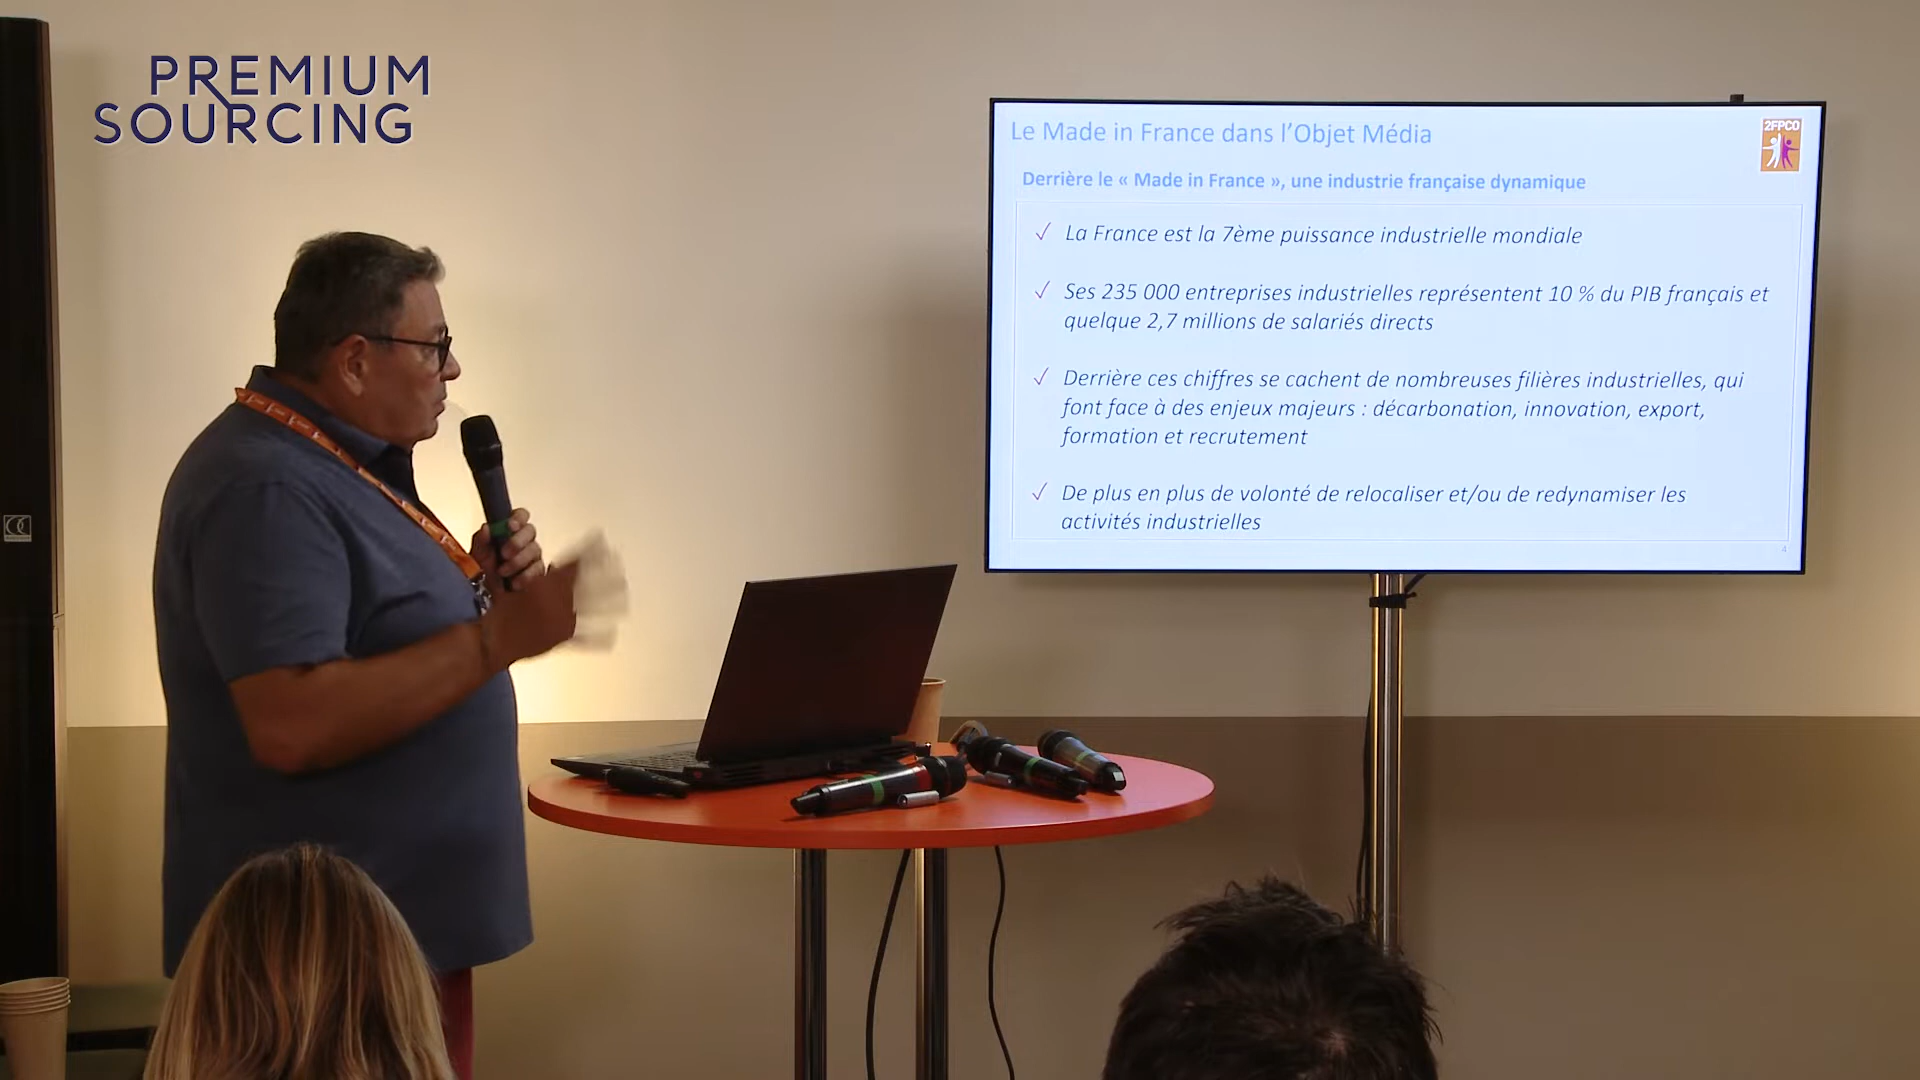 PREMIUM
SOURCING
Le Made in France dans l'Objet Média
2FPCO
Derrière le « Made in France », une industrie française dynamique
✓ La France est la 7ème puissance industrielle mondiale
✓ Ses 235 000 entreprises industrielles représentent 10 % du PIB français et
quelque 2,7 millions de salariés directs
✓ Derrière ces chiffres se cachent de nombreuses filières industrielles, qui
font face à des enjeux majeurs : décarbonation, innovation, export,
formation et recrutement
✓ De plus en plus de volonté de relocaliser et/ou de redynamiser les
activités industrielles
4